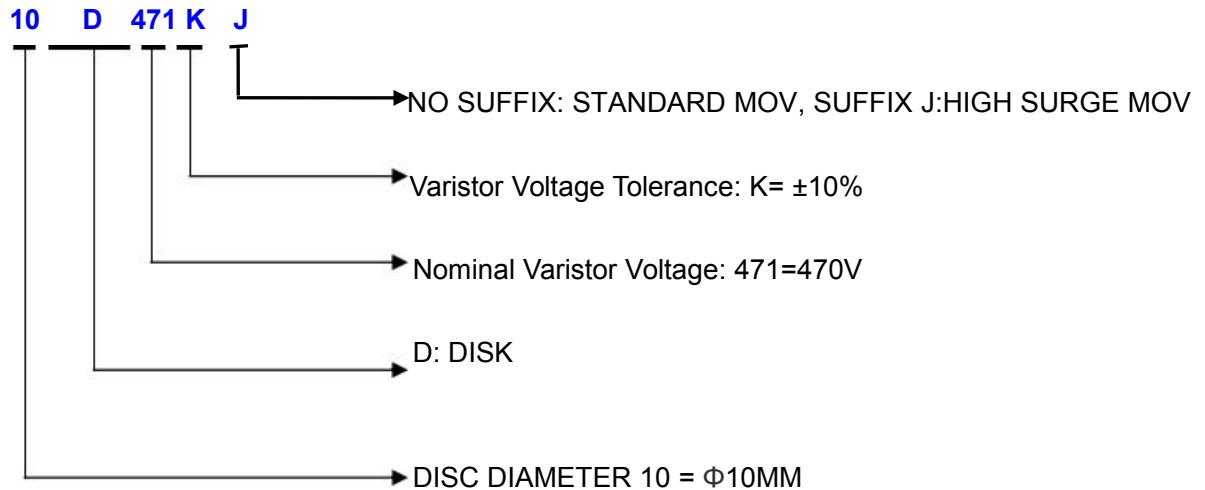 10 D 471 K J
NO SUFFIX: STANDARD MOV, SUFFIX J:HIGH SURGE MOV
Varistor Voltage Tolerance: K= ±10%
Nominal Varistor Voltage: 471=470V
D: DISK
DISC DIAMETER 10 = Φ10MM